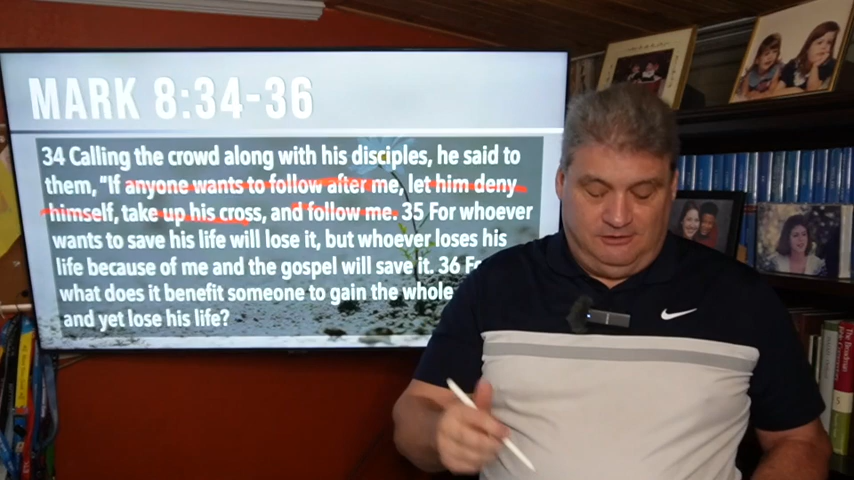 MARK 8:34-36
34 Calling the crowd along with his disciples, he said to
them, "If anyone wants to follow after me, let him deny
himself, take up his cross, and follow me. 35 For whoever
wants to save his life will lose it, but whoever loses his
life because of me and the gospel will save it. 36 Fo
what does it benefit someone to gain the whole
and yet lose his life?